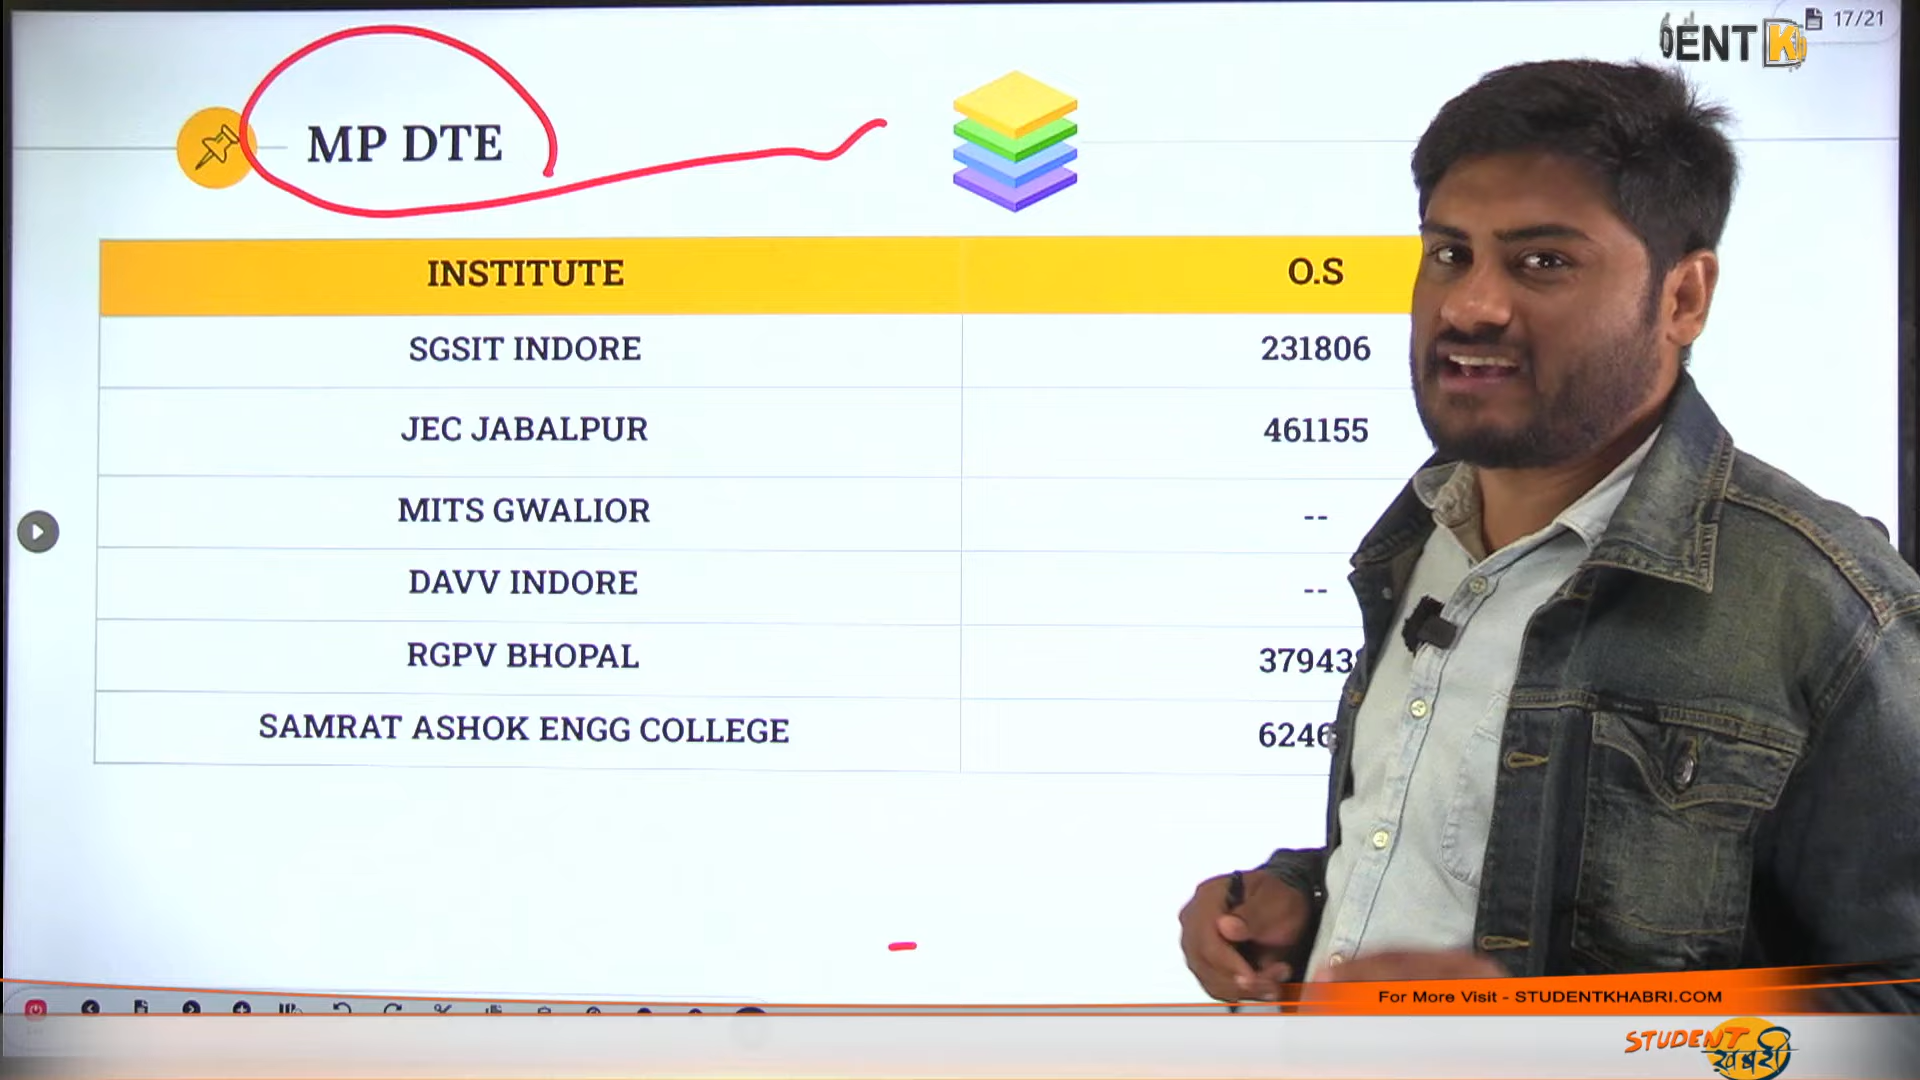 17/21
MP DTE
INSTITUTE O.S
SGSIT INDORE 231806
JEC JABALPUR 461155
MITS GWALIOR --
DAVV INDORE --
RGPV BHOPAL
SAMRAT ASHOK ENGG COLLEGE
For More Visit - STUDENTKHABRI.COM
STUDENT
खबरी